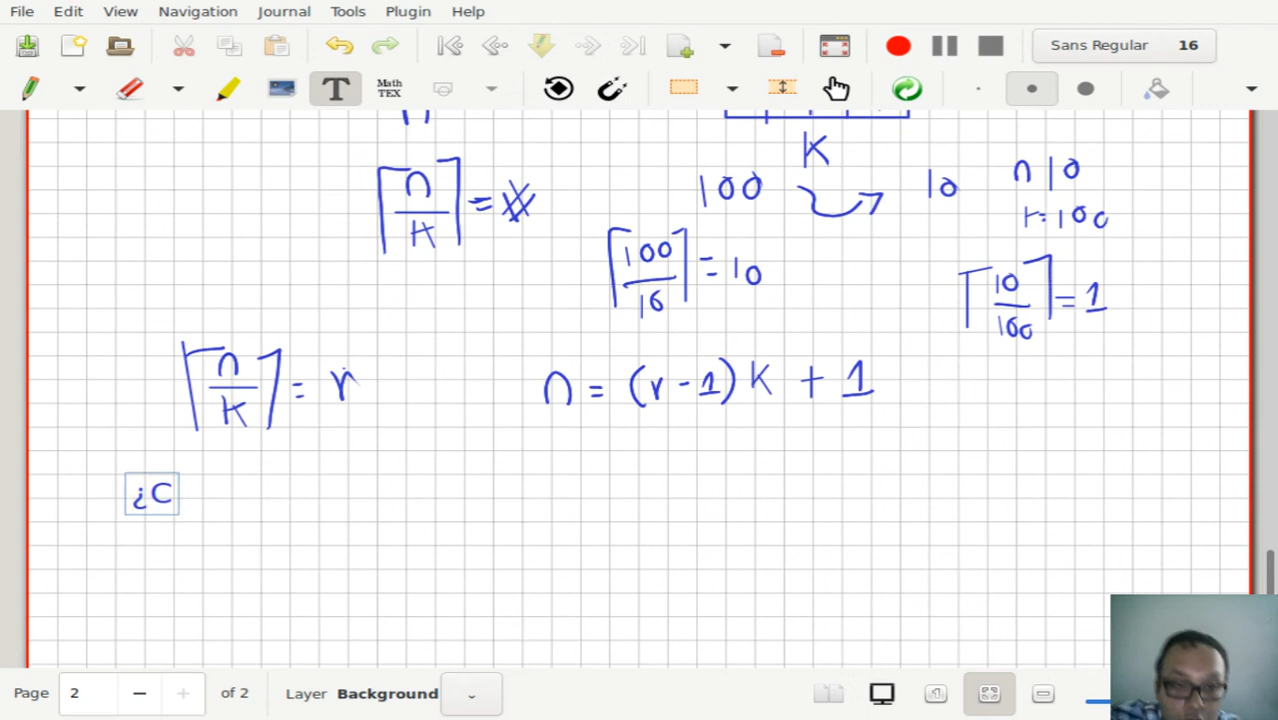 File Edit View Navigation Journal Tools Plugin Help
T Math TEX Sans Regular 16
k
⌈n/k⌉ = #
100 10 n 10
k=100
⌈100/10⌉ = 10
⌈10/100⌉ = 1
⌈n/k⌉ = r
n = (r - 1) k + 1
¿C
Page 2 of 2 Layer Background